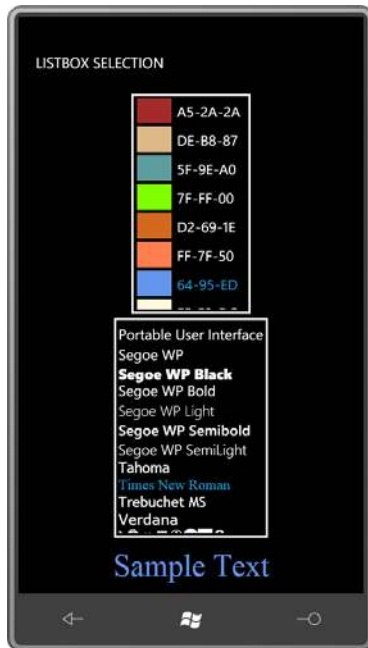 LISTBOX SELECTION
A5-2A-2A
DE-B8-87
5F-9E-A0
7F-FF-00
D2-69-1E
FF-7F-50
64-95-ED
Portable User Interface
Segoe WP
Segoe WP Black
Segoe WP Bold
Segoe WP Light
Segoe WP Semibold
Segoe WP SemiLight
Tahoma
Times New Roman
Trebuchet MS
Verdana
Sample Text